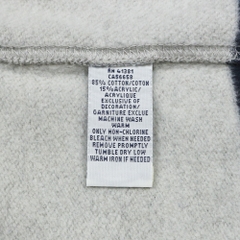 RN 41381
CA56650
85% COTTON/COTON
15% ACRYLIC/
ACRYLIQUE
EXCLUSIVE OF
DECORATION/
GARNITURE EXCLUE
MACHINE WASH
WARM
ONLY NON-CHLORINE
BLEACH WHEN NEEDED
REMOVE PROMPTLY
TUMBLE DRY LOW
WARM IRON IF NEEDED